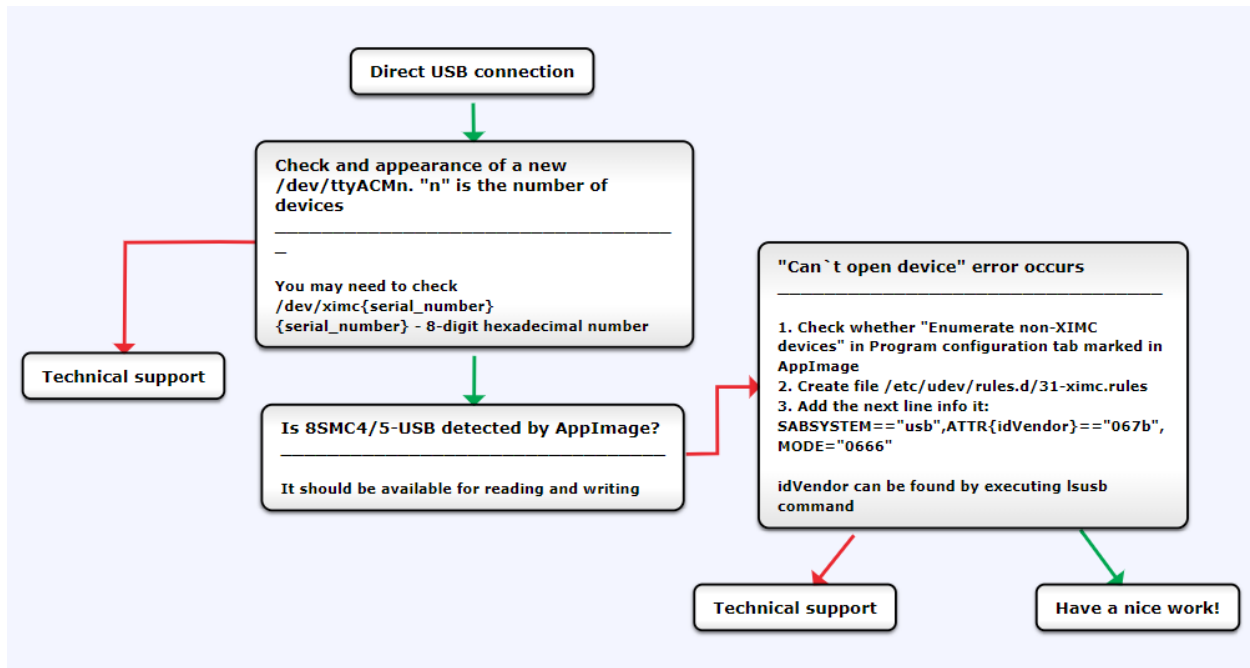 Direct USB connection
Check and appearance of a new
/dev/ttyACMn. "n" is the number of
devices
You may need to check
/dev/ximc{serial_number}
{serial_number} - 8-digit hexadecimal number
Technical support
Is 8SMC4/5-USB detected by AppImage?
It should be available for reading and writing
"Can`t open device" error occurs
1. Check whether "Enumerate non-XIMC
devices" in Program configuration tab marked in
AppImage
2. Create file /etc/udev/rules.d/31-ximc.rules
3. Add the next line info it:
SABSYSTEM=="usb",ATTR{idVendor}=="067b",
MODE="0666"
idVendor can be found by executing lsusb
command
Technical support
Have a nice work!